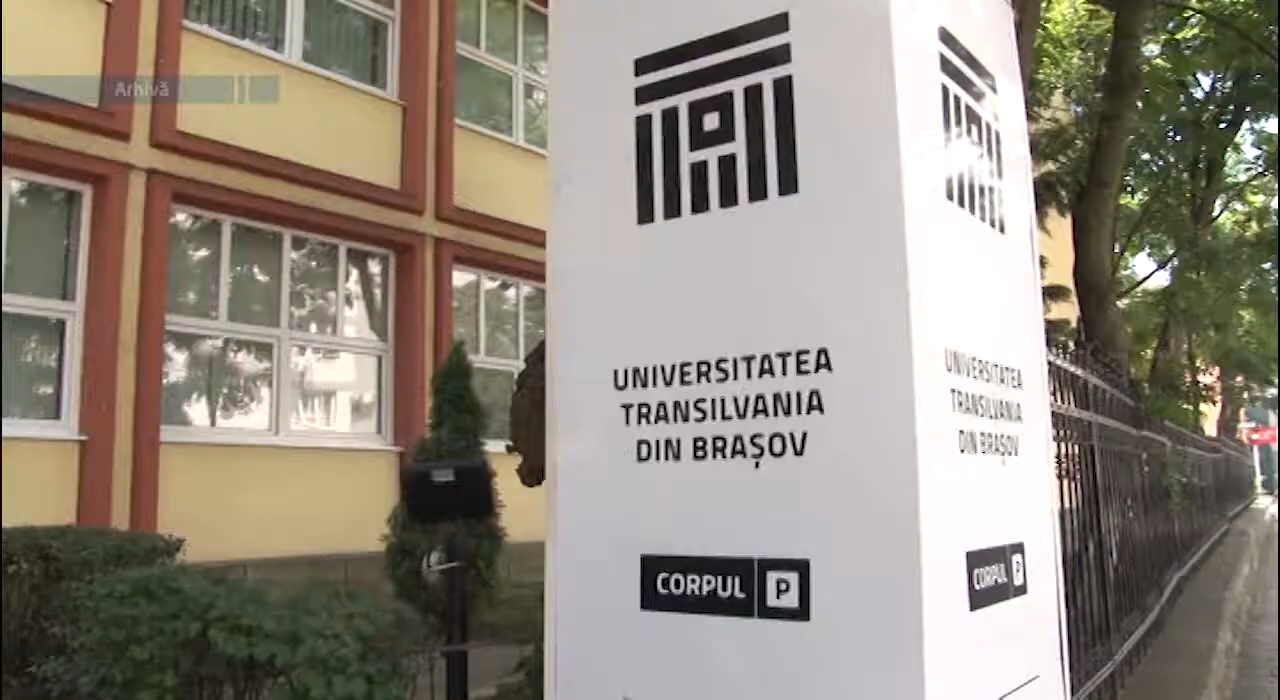 Arhivă
UNIVERSITATEA
TRANSILVANIA
DIN BRAȘOV
CORPUL P
UNIVERSITATEA
TRANSILVANIA
DIN BRAȘOV
CORPUL P